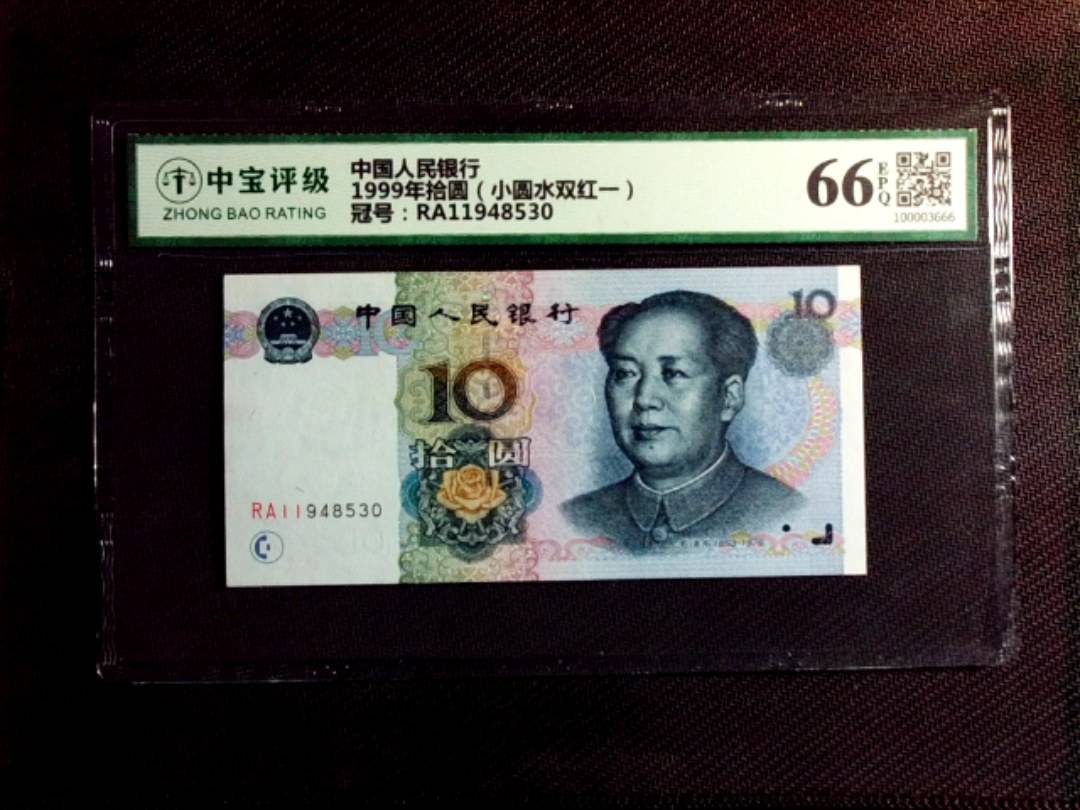 中宝评级
ZHONG BAO RATING
中国人民银行
1999年拾圆（小圆水双红一）
冠号：RA11948530
66
EPQ
100003666
中国人民银行
10
10
拾圆
RA11948530
10